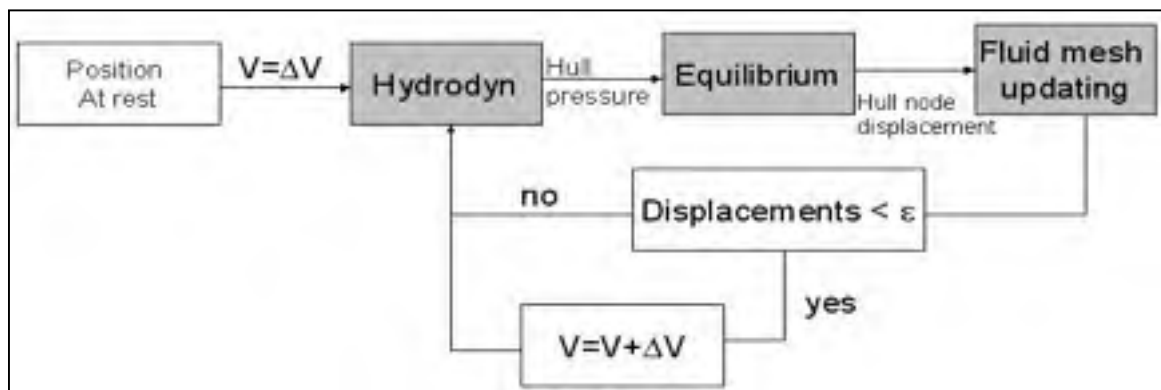 Position
At rest
V=ΔV
Hydrodyn
Hull
pressure
Equilibrium
Hull node
displacement
Fluid mesh
updating
Displacements < ε
no
yes
V=V+ΔV